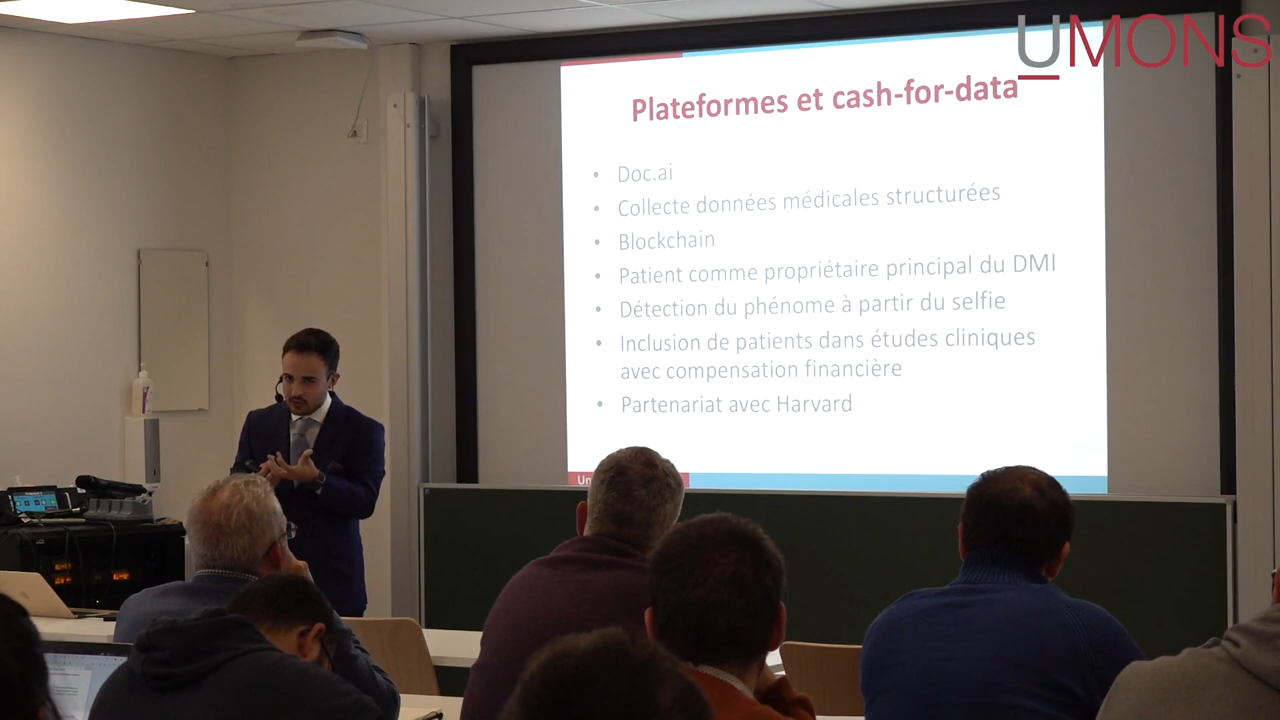 UMONS
Plateformes et cash-for-data
• Doc.ai
• Collecte données médicales structurées
• Blockchain
• Patient comme propriétaire principal du DMI
• Détection du phénome à partir du selfie
• Inclusion de patients dans études cliniques
avec compensation financière
• Partenariat avec Harvard